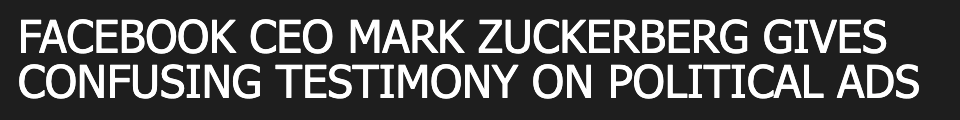 FACEBOOK CEO MARK ZUCKERBERG GIVES
CONFUSING TESTIMONY ON POLITICAL ADS